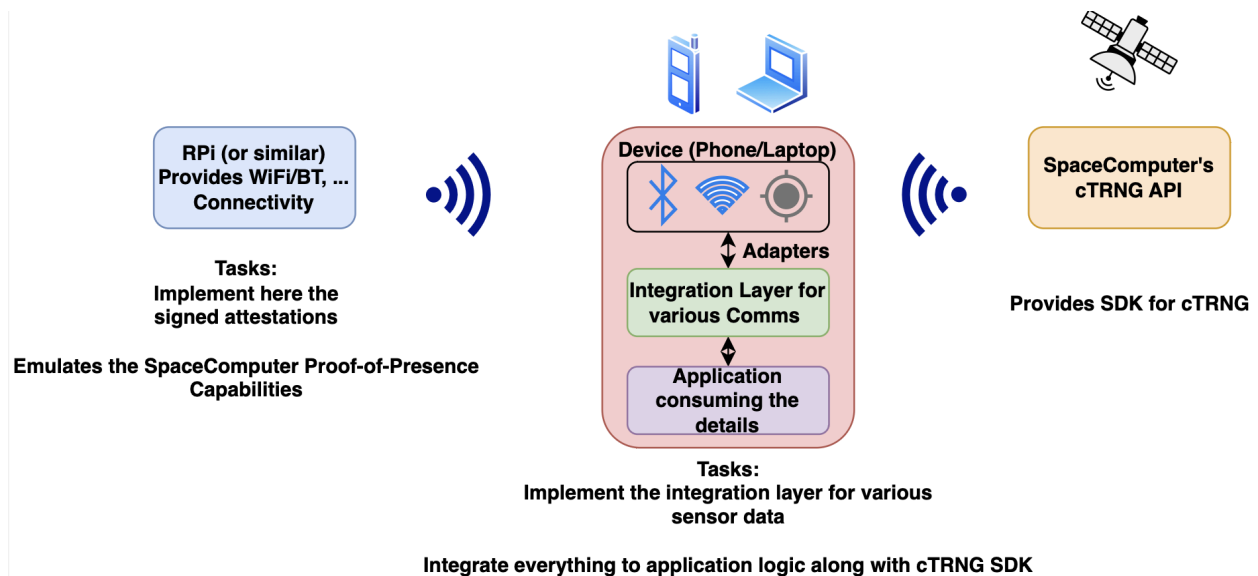 RPi (or similar)
Provides WiFi/BT, ...
Connectivity
Tasks:
Implement here the
signed attestations
Emulates the SpaceComputer Proof-of-Presence
Capabilities
Device (Phone/Laptop)
Adapters
Integration Layer for
various Comms
Application
consuming the
details
Tasks:
Implement the integration layer for various
sensor data
Integrate everything to application logic along with cTRNG SDK
SpaceComputer's
cTRNG API
Provides SDK for cTRNG